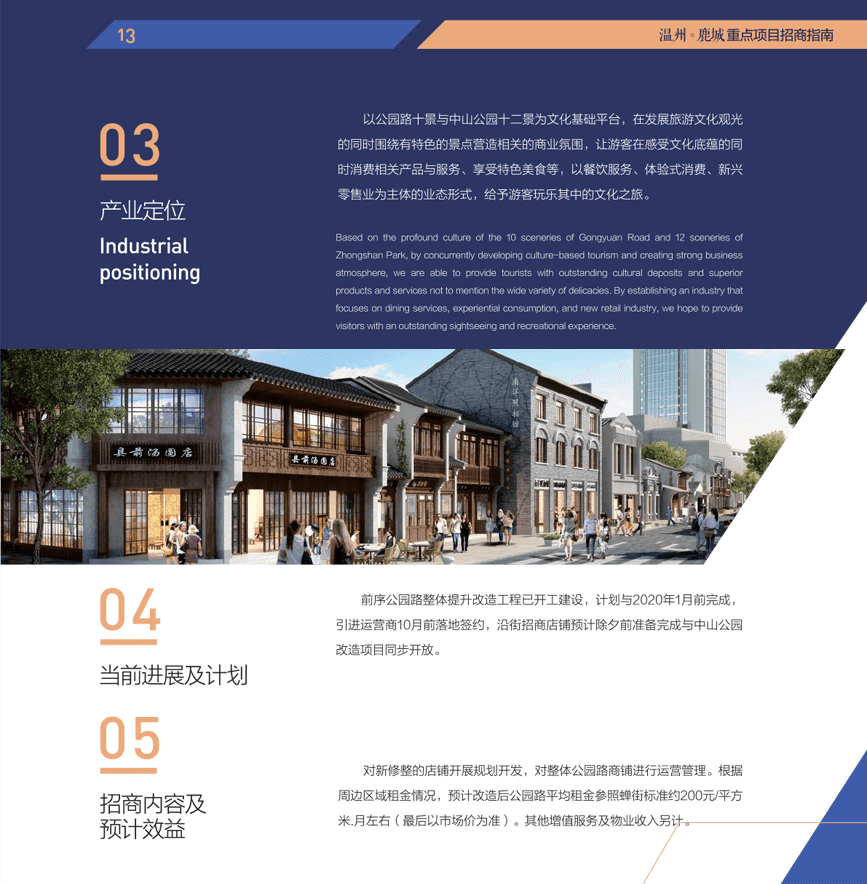 13
温州·鹿城重点项目招商指南
03
产业定位
Industrial
positioning
以公园路十景与中山公园十二景为文化基础平台，在发展旅游文化观光
的同时围绕有特色的景点营造相关的商业氛围，让游客在感受文化底蕴的同
时消费相关产品与服务、享受特色美食等，以餐饮服务、体验式消费、新兴
零售业为主体的业态形式，给予游客玩乐其中的文化之旅。
Based on the profound culture of the 10 sceneries of Gongyuan Road and 12 sceneries of
Zhongshan Park, by concurrently developing culture-based tourism and creating strong business
atmosphere, we are able to provide tourists with outstanding cultural deposits and superior
products and services not to mention the wide variety of delicacies. By establishing an industry that
focuses on dining services, experiential consumption, and new retail industry, we hope to provide
visitors with an outstanding sightseeing and recreational experience.
县前汤圆店
县前汤圆店
04
当前进展及计划
前序公园路整体提升改造工程已开工建设，计划与2020年1月前完成，
引进运营商10月前落地签约，沿街招商店铺预计除夕前准备完成与中山公园
改造项目同步开放。
05
招商内容及
预计效益
对新修整的店铺开展规划开发，对整体公园路商铺进行运营管理。根据
周边区域租金情况，预计改造后公园路平均租金参照蝉街标准约200元/平方
米.月左右（最后以市场价为准）。其他增值服务及物业收入另计。